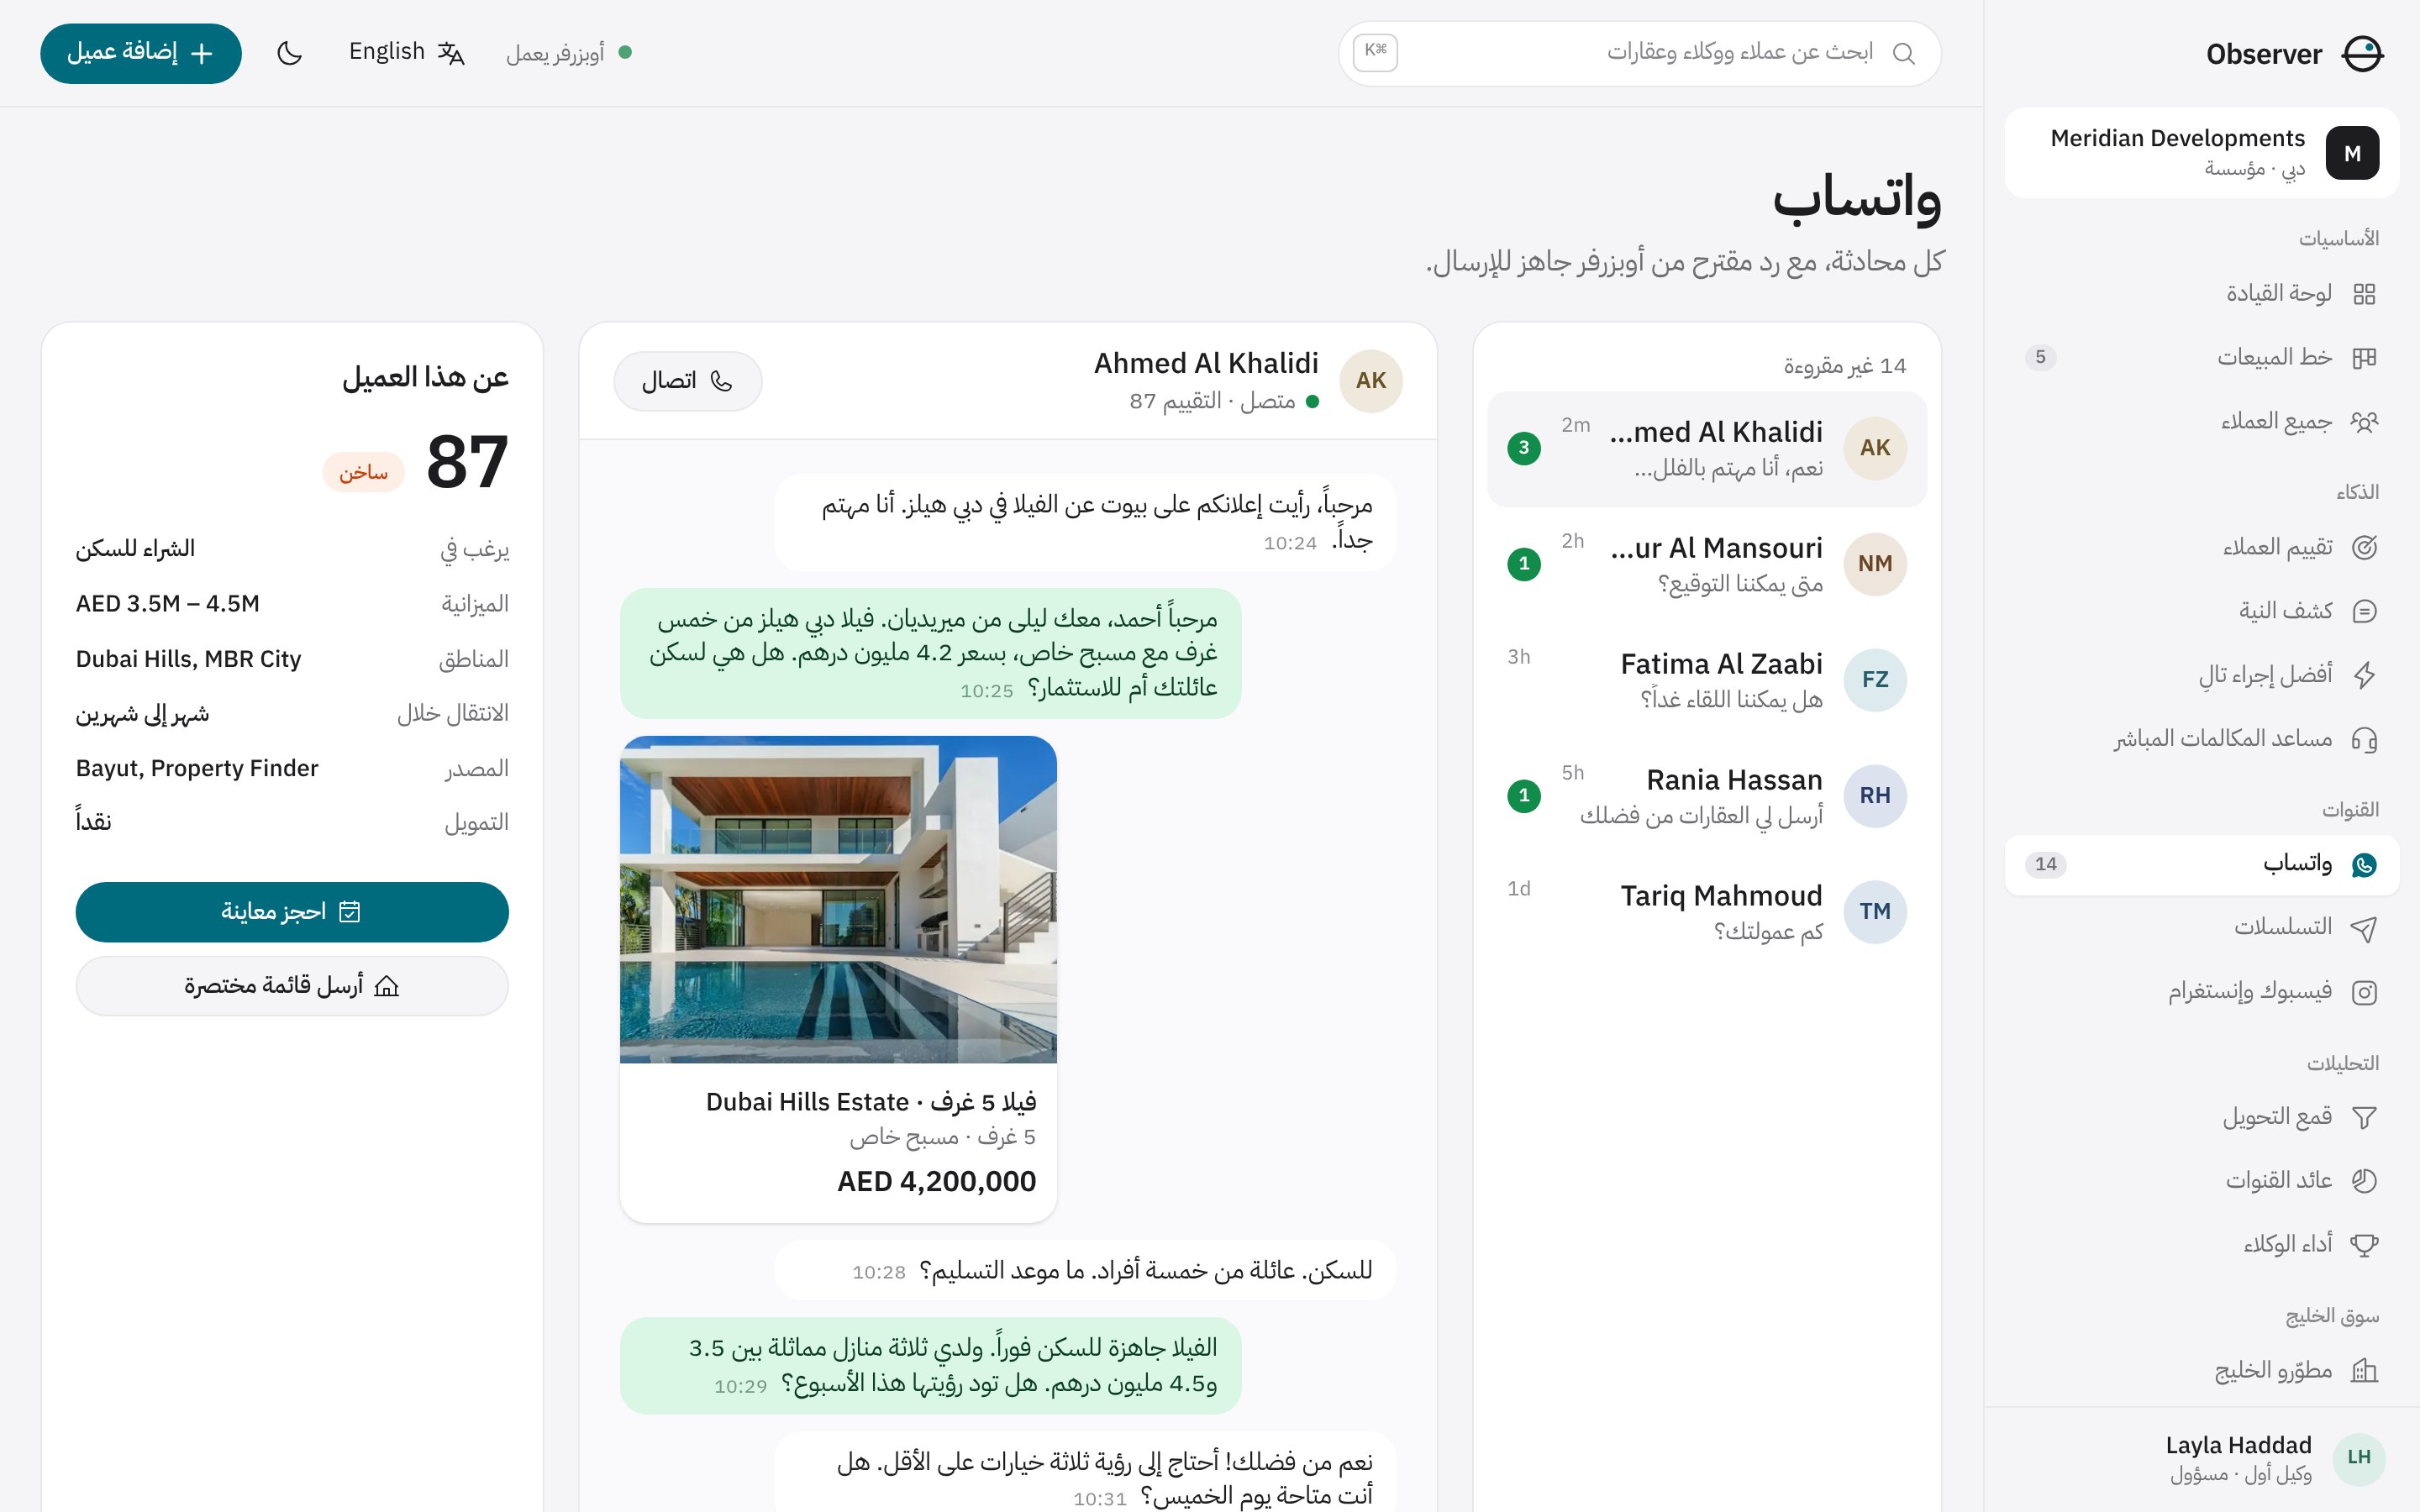 Observer
Meridian Developments
M
دبي · مؤسسة
الأساسيات
لوحة القيادة
خط المبيعات
5
جميع العملاء
الذكاء
تقييم العملاء
كشف النية
أفضل إجراء تالٍ
مساعد المكالمات المباشر
القنوات
واتساب
14
التسلسلات
فيسبوك وإنستغرام
التحليلات
قمع التحويل
عائد القنوات
أداء الوكلاء
سوق الخليج
مطوّرو الخليج
Layla Haddad
LH
وكيل أول · مسؤول
ابحث عن عملاء ووكلاء وعقارات
K⌘
أوبزرفر يعمل
English
إضافة عميل
واتساب
كل محادثة، مع رد مقترح من أوبزرفر جاهز للإرسال.
14 غير مقروءة
AK
...med Al Khalidi
2m
نعم، أنا مهتم بالفلل...
3
NM
...ur Al Mansouri
2h
متى يمكننا التوقيع؟
1
FZ
Fatima Al Zaabi
3h
هل يمكننا اللقاء غداً؟
RH
Rania Hassan
5h
أرسل لي العقارات من فضلك
1
TM
Tariq Mahmoud
1d
كم عمولتك؟
AK
Ahmed Al Khalidi
متصل · التقييم 87
اتصال
مرحباً، رأيت إعلانكم على بيوت عن الفيلا في دبي هيلز. أنا مهتم
جداً. 10:24
مرحباً أحمد، معك ليلى من ميريديان. فيلا دبي هيلز من خمس
غرف مع مسبح خاص، بسعر 4.2 مليون درهم. هل هي لسكن
عائلتك أم للاستثمار؟ 10:25
فيلا 5 غرف · Dubai Hills Estate
5 غرف · مسبح خاص
AED 4,200,000
للسكن. عائلة من خمسة أفراد. ما موعد التسليم؟ 10:28
الفيلا جاهزة للسكن فوراً. ولدي ثلاثة منازل مماثلة بين 3.5
و4.5 مليون درهم. هل تود رؤيتها هذا الأسبوع؟ 10:29
نعم من فضلك! أحتاج إلى رؤية ثلاثة خيارات على الأقل. هل
أنت متاحة يوم الخميس؟ 10:31
عن هذا العميل
87 ساخن
يرغب في الشراء للسكن
الميزانية AED 3.5M – 4.5M
المناطق Dubai Hills, MBR City
الانتقال خلال شهر إلى شهرين
المصدر Bayut, Property Finder
التمويل نقداً
احجز معاينة
أرسل قائمة مختصرة